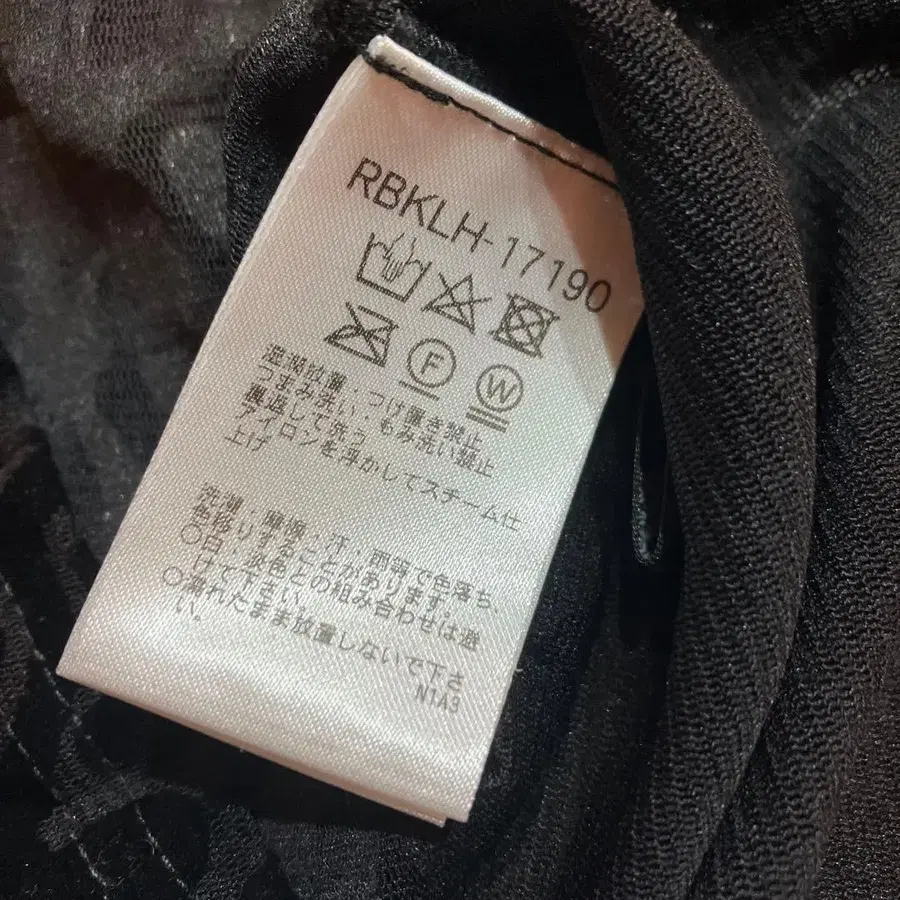 RBKLH-17190
F
W
湿潤放置・つけ置き禁止
つまみ洗い・もみ洗い禁止
裏返して洗う
アイロンを浮かしてスチーム仕
上げ
洗濯・摩擦・汗・雨等で色落ち、
色移りすることがあります。
○白・淡色との組み合わせは避
けて下さい。
○濡れたまま放置しないで下さ
い。
N1A3